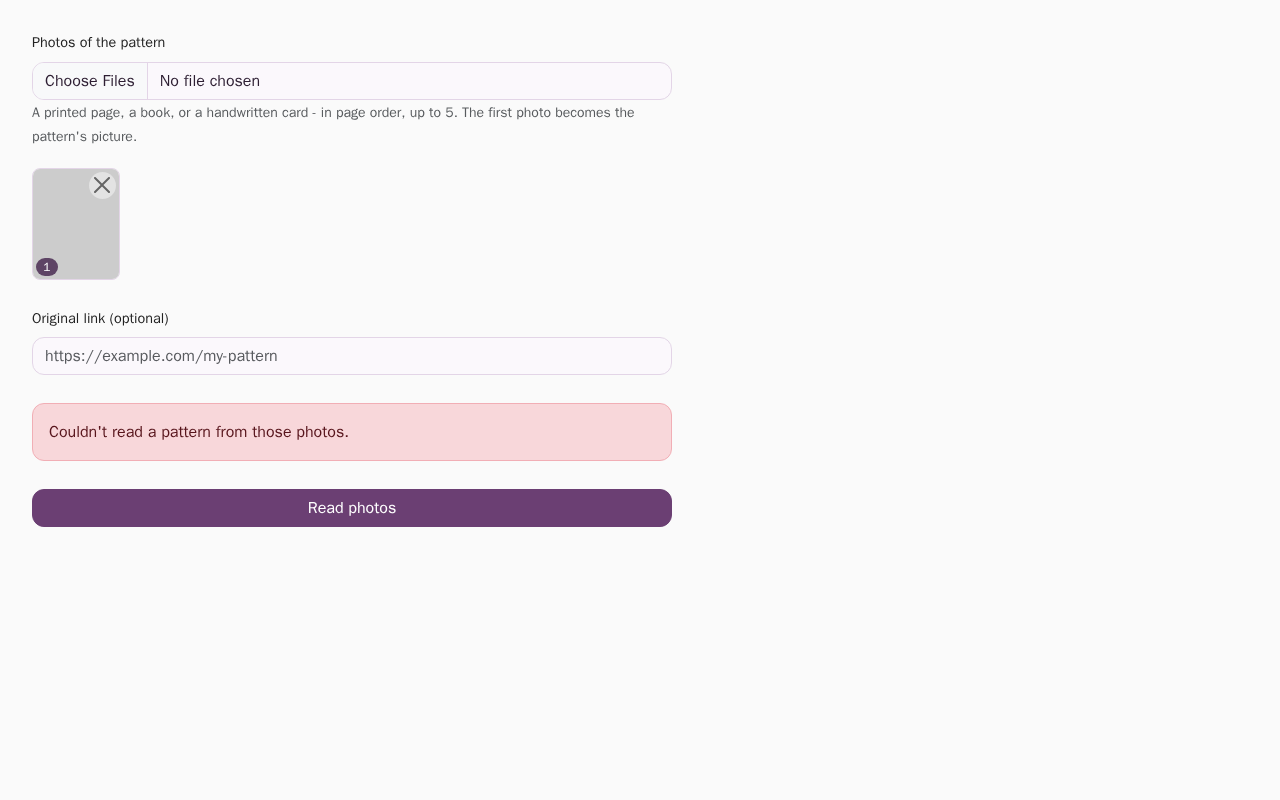 Photos of the pattern
Choose Files No file chosen
A printed page, a book, or a handwritten card - in page order, up to 5. The first photo becomes the
pattern's picture.
1
Original link (optional)
https://example.com/my-pattern
Couldn't read a pattern from those photos.
Read photos